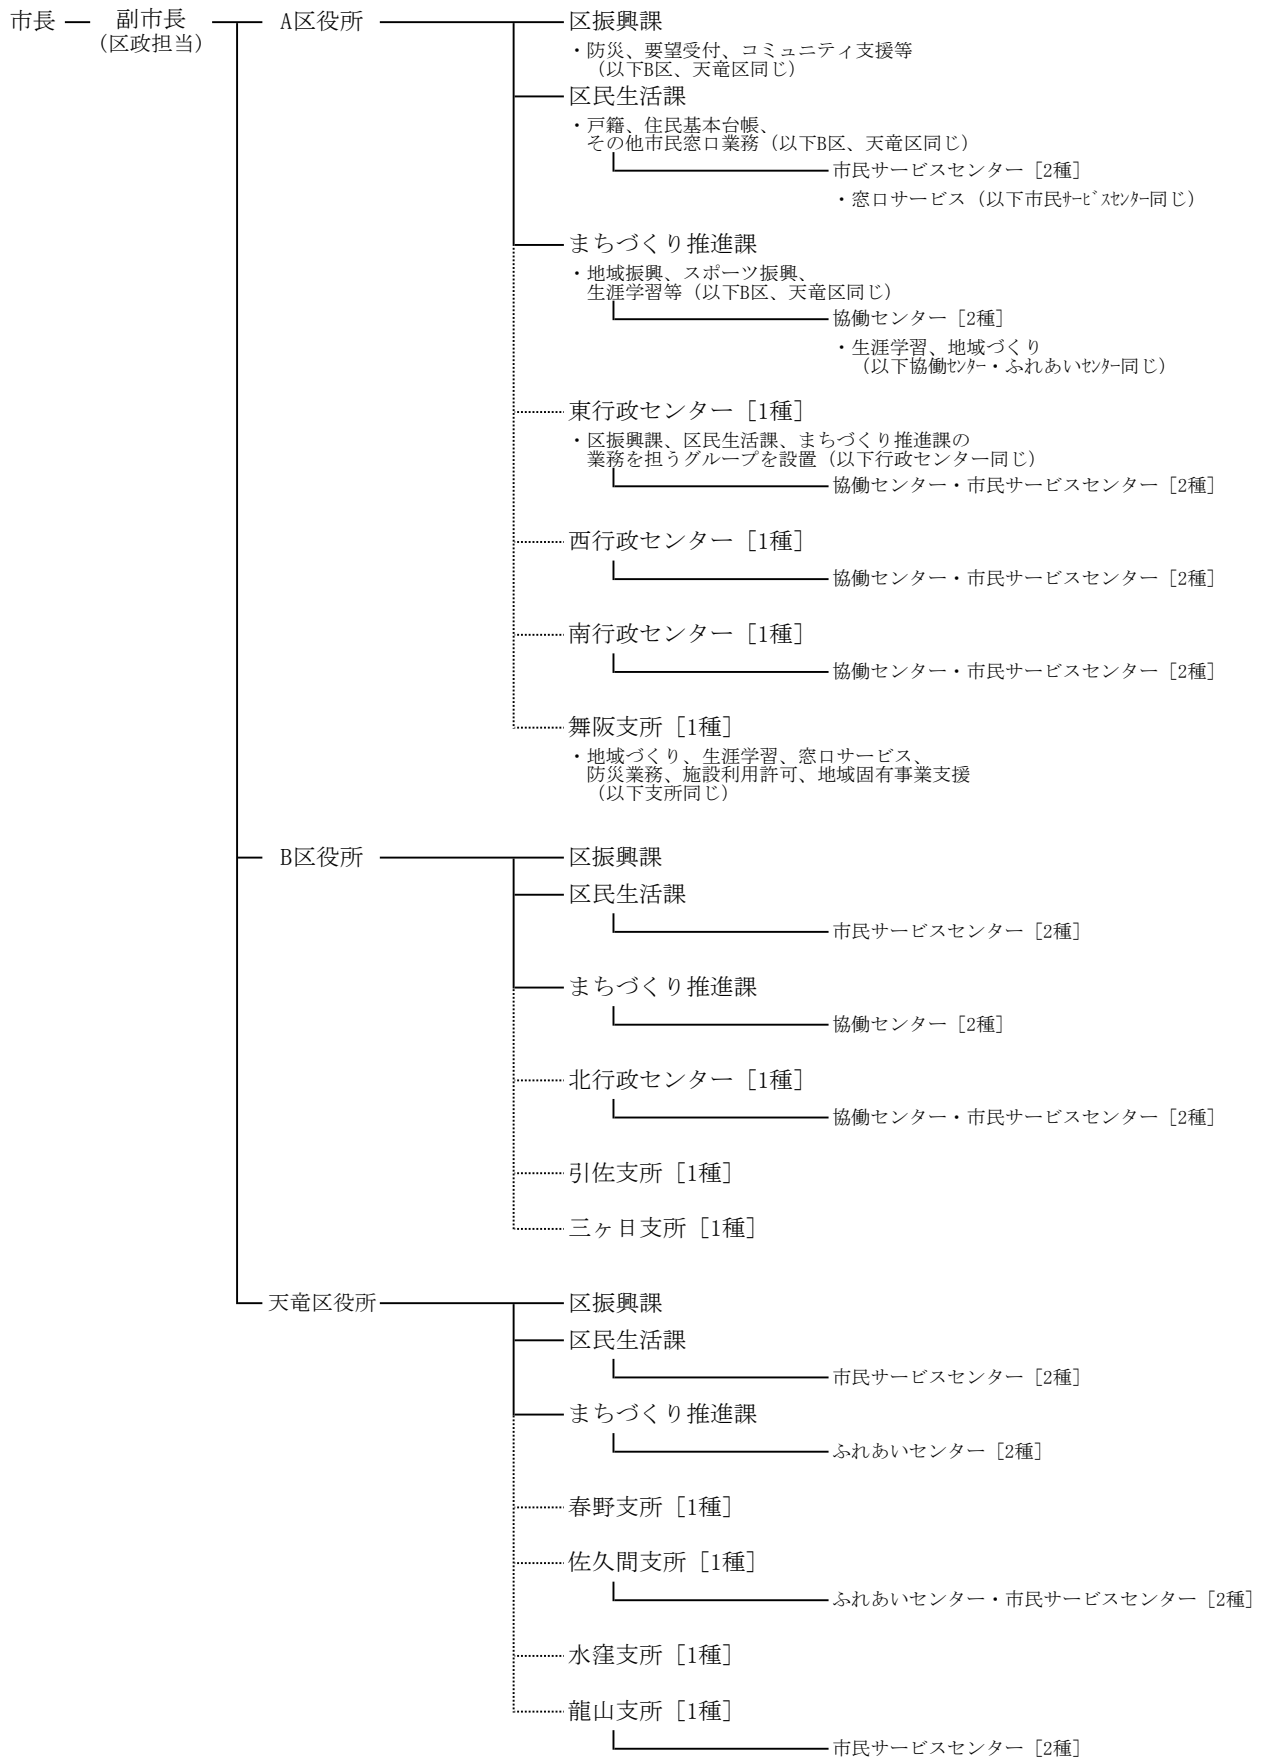 市長 副市長 A区役所 区振興課
(区政担当)
・防災、要望受付、コミュニティ支援等
(以下B区、天竜区同じ)
区民生活課
・戸籍、住民基本台帳、
その他市民窓口業務（以下B区、天竜区同じ）
市民サービスセンター［2種］
・窓口サービス（以下市民ｻｰﾋﾞｽｾﾝﾀｰ同じ）
まちづくり推進課
・地域振興、スポーツ振興、
生涯学習等（以下B区、天竜区同じ）
協働センター［2種］
・生涯学習、地域づくり
（以下協働ｾﾝﾀｰ・ふれあいｾﾝﾀｰ同じ）
東行政センター［1種］
・区振興課、区民生活課、まちづくり推進課の
業務を担うグループを設置（以下行政センター同じ）
協働センター・市民サービスセンター［2種］
西行政センター［1種］
協働センター・市民サービスセンター［2種］
南行政センター［1種］
協働センター・市民サービスセンター［2種］
舞阪支所［1種］
・地域づくり、生涯学習、窓口サービス、
防災業務、施設利用許可、地域固有事業支援
（以下支所同じ）
B区役所 区振興課
区民生活課
市民サービスセンター［2種］
まちづくり推進課
協働センター［2種］
北行政センター［1種］
協働センター・市民サービスセンター［2種］
引佐支所［1種］
三ヶ日支所［1種］
天竜区役所 区振興課
区民生活課
市民サービスセンター［2種］
まちづくり推進課
ふれあいセンター［2種］
春野支所［1種］
佐久間支所［1種］
ふれあいセンター・市民サービスセンター［2種］
水窪支所［1種］
龍山支所［1種］
市民サービスセンター［2種］